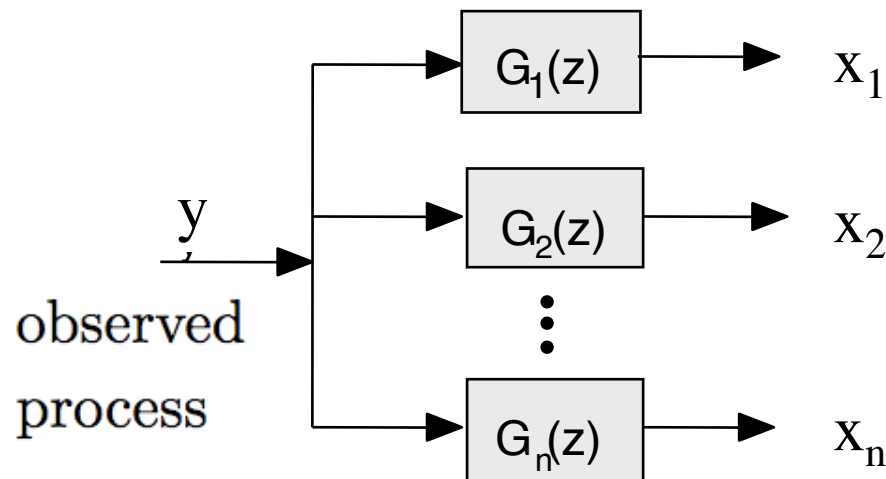 G₁(z) x₁
y G₂(z) x₂
observed
process Gₙ(z) xₙ